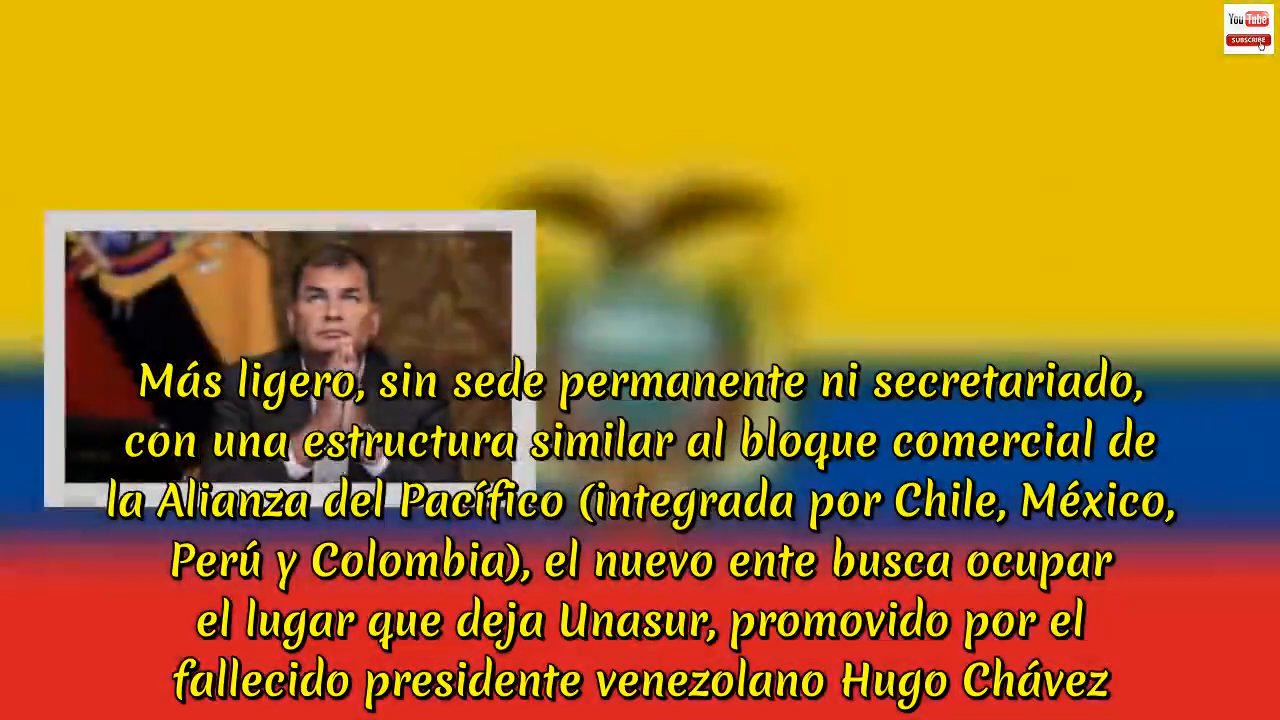 YouTube
SUBSCRIBE
Más ligero, sin sede permanente ni secretariado,
con una estructura similar al bloque comercial de
la Alianza del Pacífico (integrada por Chile, México,
Perú y Colombia), el nuevo ente busca ocupar
el lugar que deja Unasur, promovido por el
fallecido presidente venezolano Hugo Chávez